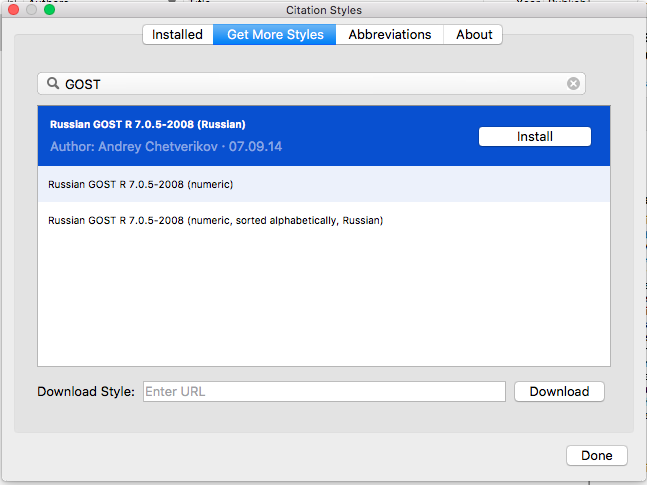 Citation Styles
Installed
Get More Styles
Abbreviations
About
GOST
Russian GOST R 7.0.5-2008 (Russian)
Author: Andrey Chetverikov · 07.09.14
Install
Russian GOST R 7.0.5-2008 (numeric)
Russian GOST R 7.0.5-2008 (numeric, sorted alphabetically, Russian)
Download Style:
Enter URL
Download
Done